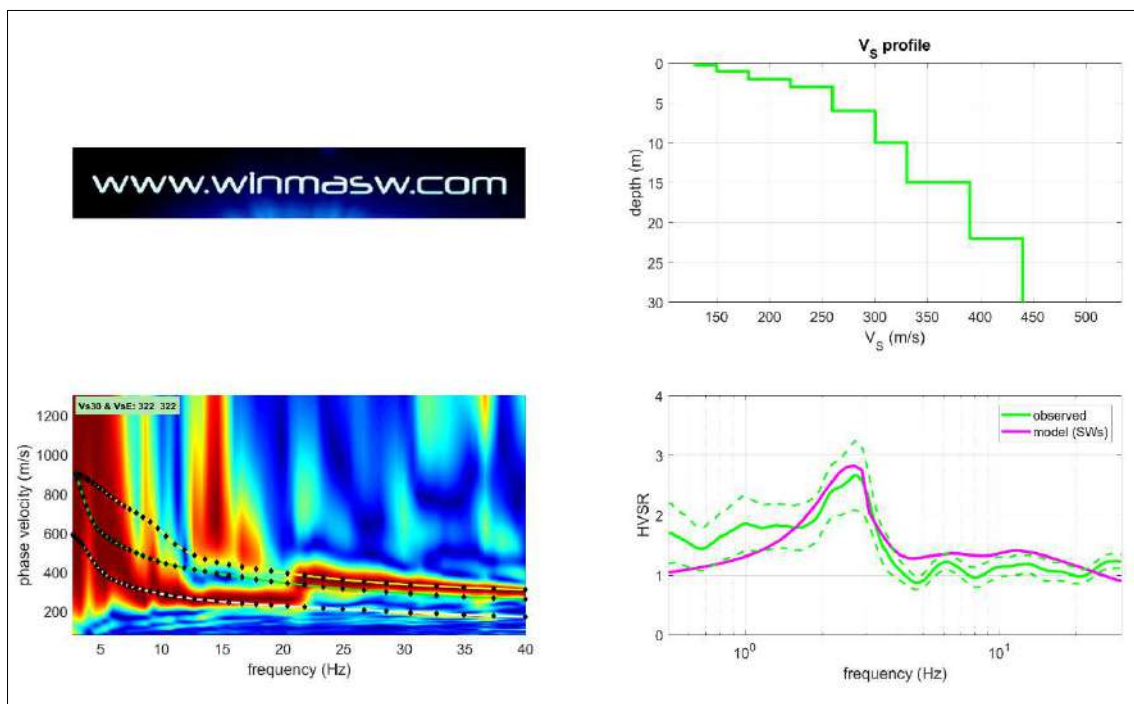 www.winmasw.com
V_S profile
0
5
10
15
20
25
30
depth (m)
150 200 250 300 350 400 450 500
V_S (m/s)
Vs30 & VsE: 322 322
1200
1000
800
600
400
200
phase velocity (m/s)
5 10 15 20 25 30 35 40
frequency (Hz)
4
3
2
1
0
HVSR
observed
model (SWs)
10^0 10^1
frequency (Hz)